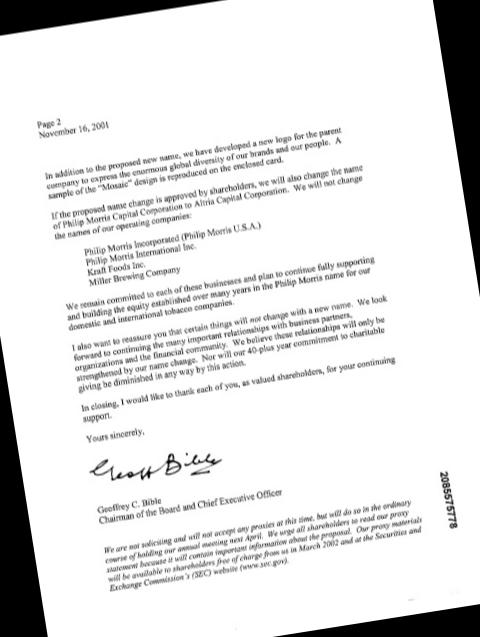 Page 2
November 16, 2001
In addition to the proposed new name, we have developed a new logo for the parent
company to express the enormous global diversity of our brands and our people. A
sample of the "Mosaic" design is reproduced on the enclosed card.
If the proposed name change is approved by shareholders, we will also change the name
of Philip Morris Capital Corporation to Altria Capital Corporation. We will not change
the names of our operating companies:
Philip Morris Incorporated (Philip Morris U.S.A.)
Philip Morris International Inc.
Kraft Foods Inc.
Miller Brewing Company
We remain committed to each of these businesses and plan to continue fully supporting
and building the equity established over many years in the Philip Morris name for our
domestic and international tobacco companies.
I also want to reassure you that certain things will not change with a new name. We look
forward to continuing the many important relationships with business partners,
organizations and the financial community. We believe these relationships will only be
strengthened by our name change. Nor will our 40-plus year commitment to charitable
giving be diminished in any way by this action.
In closing, I would like to thank each of you, as valued shareholders, for your continuing
support.
Yours sincerely,
Geoff Bible
Geoffrey C. Bible
Chairman of the Board and Chief Executive Officer
We are not soliciting and will not accept any proxies at this time, but will do so in the ordinary
course of holding our annual meeting next April. We urge all shareholders to read our proxy
statement because it will contain important information about the proposal. Our proxy materials
will be available to shareholders free of charge from us in March 2002 and at the Securities and
Exchange Commission's (SEC) website (www.sec.gov).
2085575778